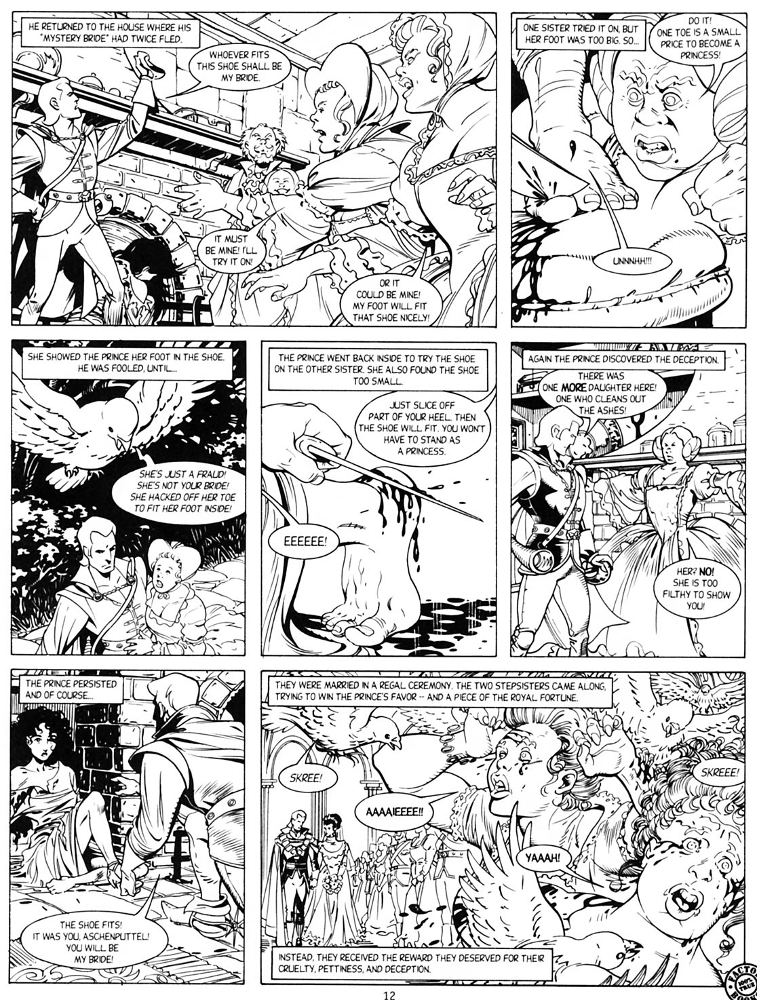 HE RETURNED TO THE HOUSE WHERE HIS
"MYSTERY BRIDE" HAD TWICE FLED.
WHOEVER FITS
THIS SHOE SHALL BE
MY BRIDE.
IT MUST
BE MINE! I'LL
TRY IT ON!
OR IT
COULD BE MINE!
MY FOOT WILL FIT
THAT SHOE NICELY!
ONE SISTER TRIED IT ON, BUT
HER FOOT WAS TOO BIG. SO...
DO IT!
ONE TOE IS A SMALL
PRICE TO BECOME A
PRINCESS!
UNNNHH!!!
SHE SHOWED THE PRINCE HER FOOT IN THE SHOE.
HE WAS FOOLED, UNTIL...
SHE'S JUST A FRAUD!
SHE'S NOT YOUR BRIDE!
SHE HACKED OFF HER TOE
TO FIT HER FOOT INSIDE!
THE PRINCE WENT BACK INSIDE TO TRY THE SHOE
ON THE OTHER SISTER. SHE ALSO FOUND THE SHOE
TOO SMALL.
JUST SLICE OFF
PART OF YOUR HEEL. THEN
THE SHOE WILL FIT. YOU WON'T
HAVE TO STAND AS
A PRINCESS.
EEEEEE!
AGAIN THE PRINCE DISCOVERED THE DECEPTION.
THERE WAS
ONE MORE DAUGHTER HERE!
ONE WHO CLEANS OUT
THE ASHES!
HER? NO!
SHE IS TOO
FILTHY TO SHOW
YOU!
THE PRINCE PERSISTED
AND OF COURSE...
THE SHOE FITS!
IT WAS YOU, ASCHENPUTTEL!
YOU WILL BE
MY BRIDE!
THEY WERE MARRIED IN A REGAL CEREMONY. THE TWO STEPSISTERS CAME ALONG,
TRYING TO WIN THE PRINCE'S FAVOR -- AND A PIECE OF THE ROYAL FORTUNE.
SKREE!
AAAAIEEEE!!
SKREEE!
YAAAH!
INSTEAD, THEY RECEIVED THE REWARD THEY DESERVED FOR THEIR
CRUELTY, PETTINESS, AND DECEPTION.
100%
TRUE
12